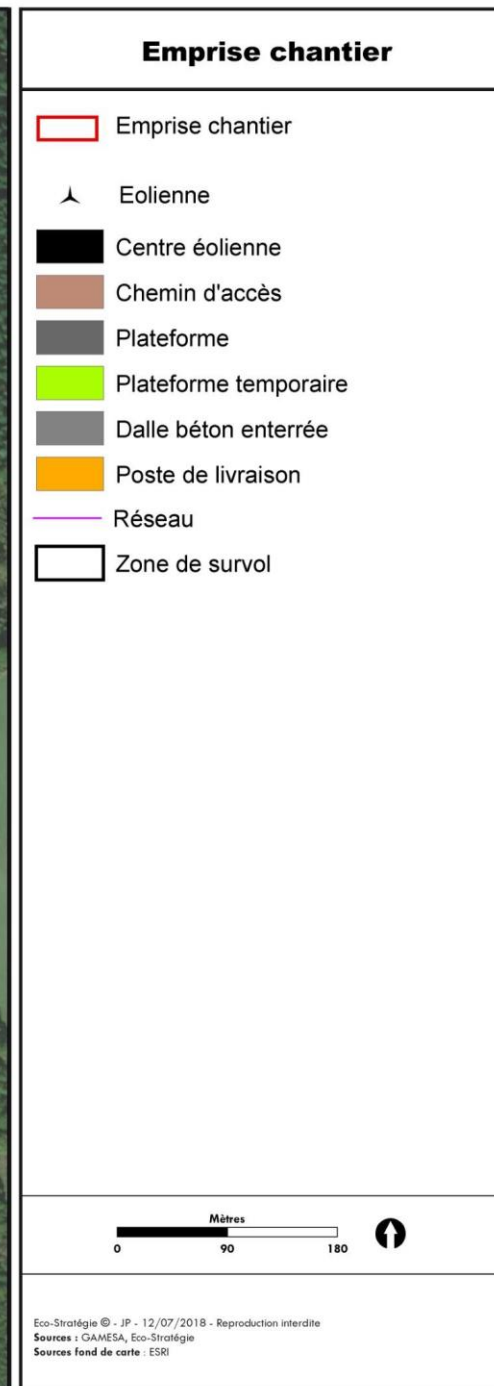 Emprise chantier
Emprise chantier
Eolienne
Centre éolienne
Chemin d'accès
Plateforme
Plateforme temporaire
Dalle béton enterrée
Poste de livraison
Réseau
Zone de survol
Mètres
0 90 180
Eco-Stratégie © - JP - 12/07/2018 - Reproduction interdite
Sources : GAMESA, Eco-Stratégie
Sources fond de carte : ESRI